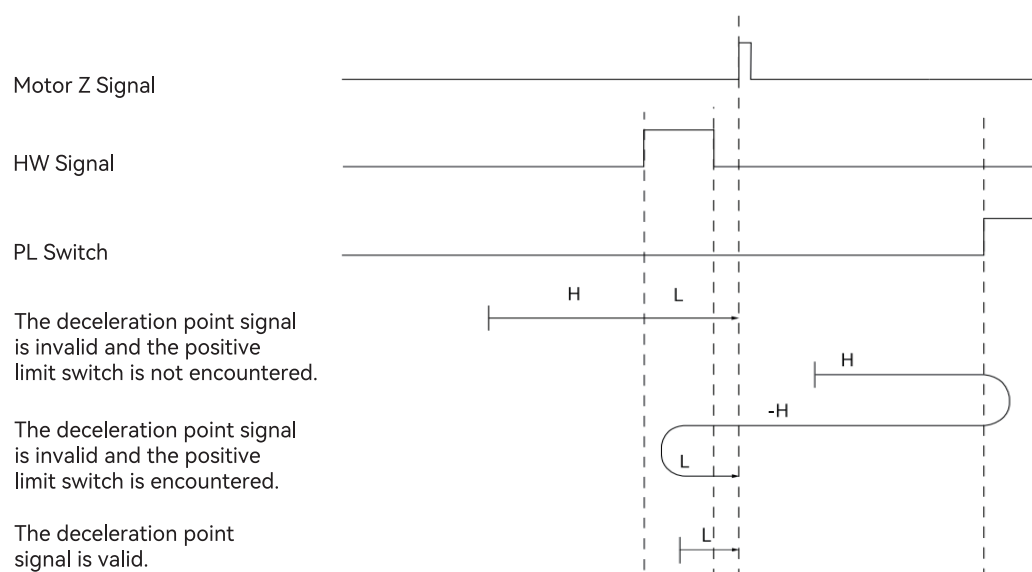 Motor Z Signal
HW Signal
PL Switch
H L
The deceleration point signal
is invalid and the positive
limit switch is not encountered.
H
-H
The deceleration point signal
is invalid and the positive
limit switch is encountered.
L
The deceleration point
signal is valid.
L